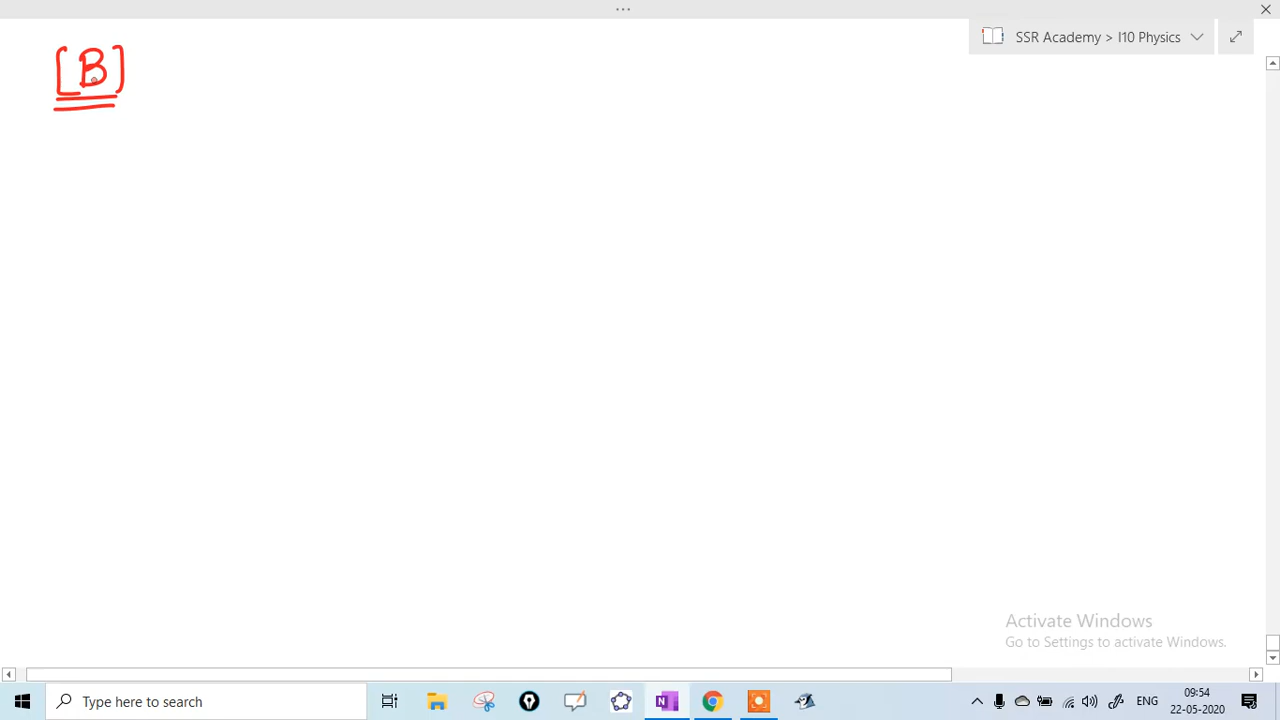 ...
SSR Academy > I10 Physics
[B]
Activate Windows
Go to Settings to activate Windows.
Type here to search
ENG
09:54
22-05-2020